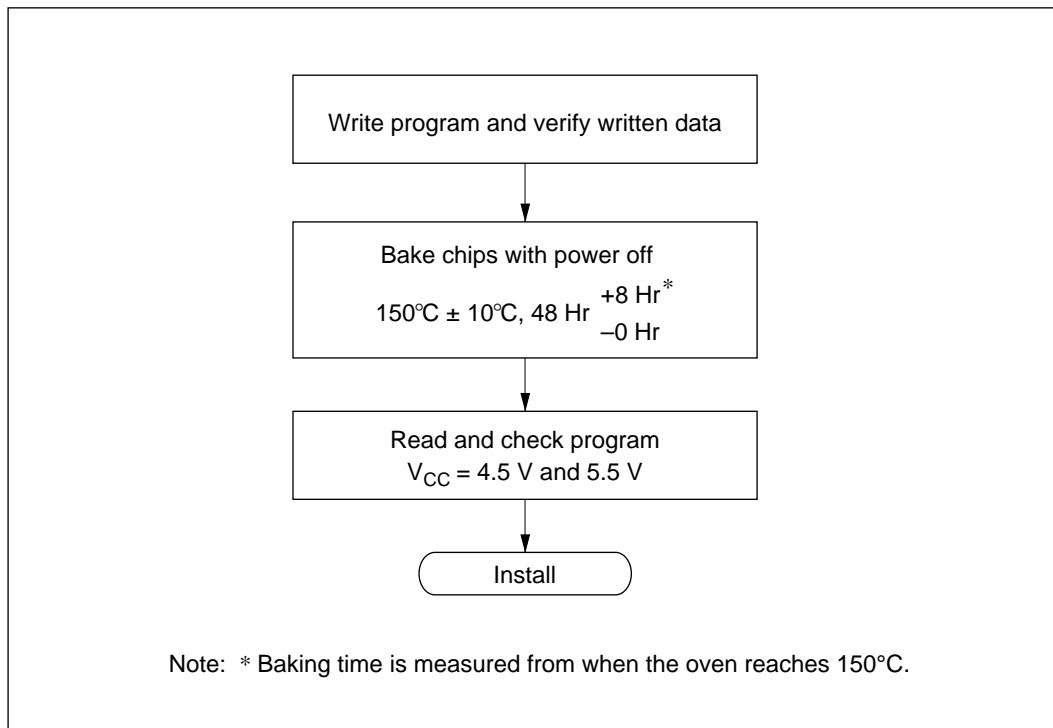 Write program and verify written data
Bake chips with power off
150°C ± 10°C, 48 Hr +8 Hr*
–0 Hr
Read and check program
VCC = 4.5 V and 5.5 V
Install
Note: * Baking time is measured from when the oven reaches 150°C.